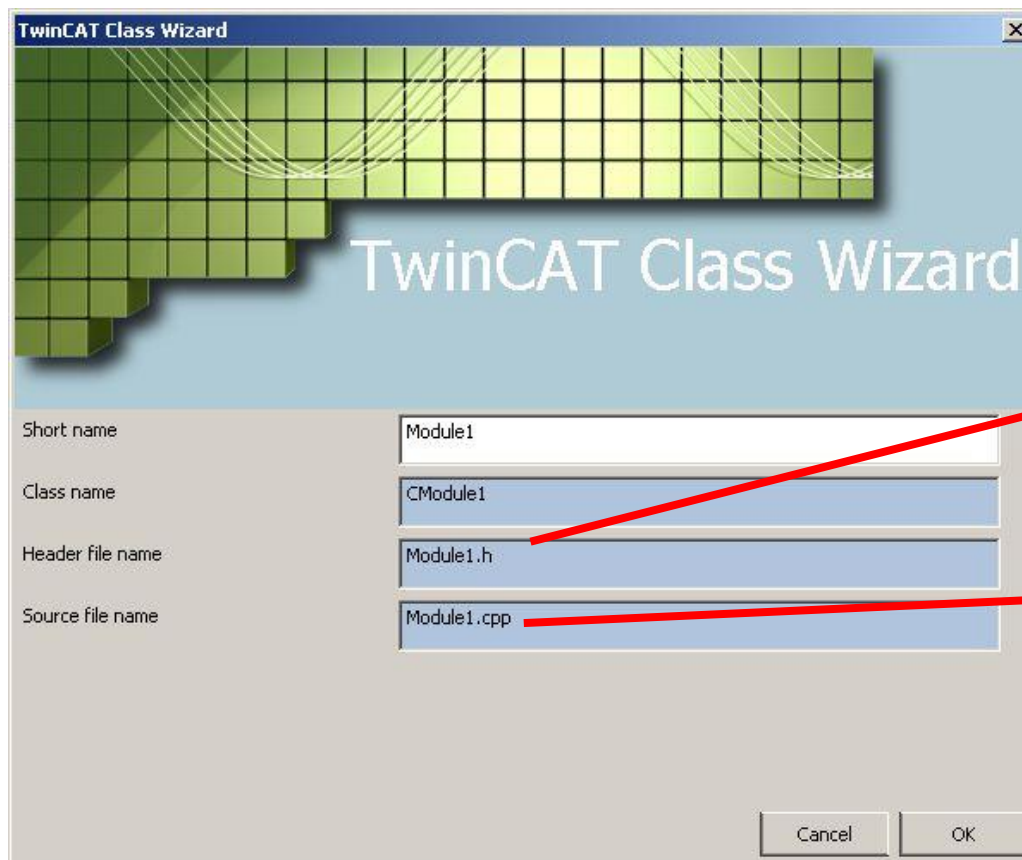 TwinCAT Class Wizard
TwinCAT Class Wizard
Short name Module1
Class name CModule1
Header file name Module1.h
Source file name Module1.cpp
Cancel OK